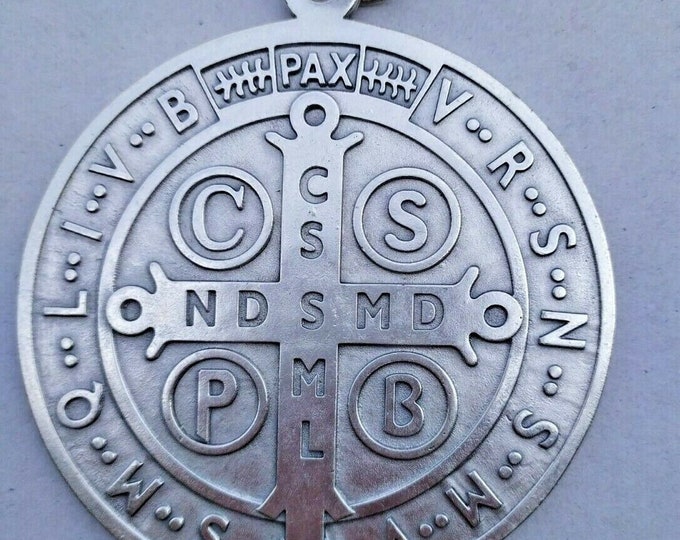 PAX
V·· R·· S·· N·· S·· M·· V
S·· M·· Q·· L·· I·· V·· B
C S
P B
C S S M L
N D S M D